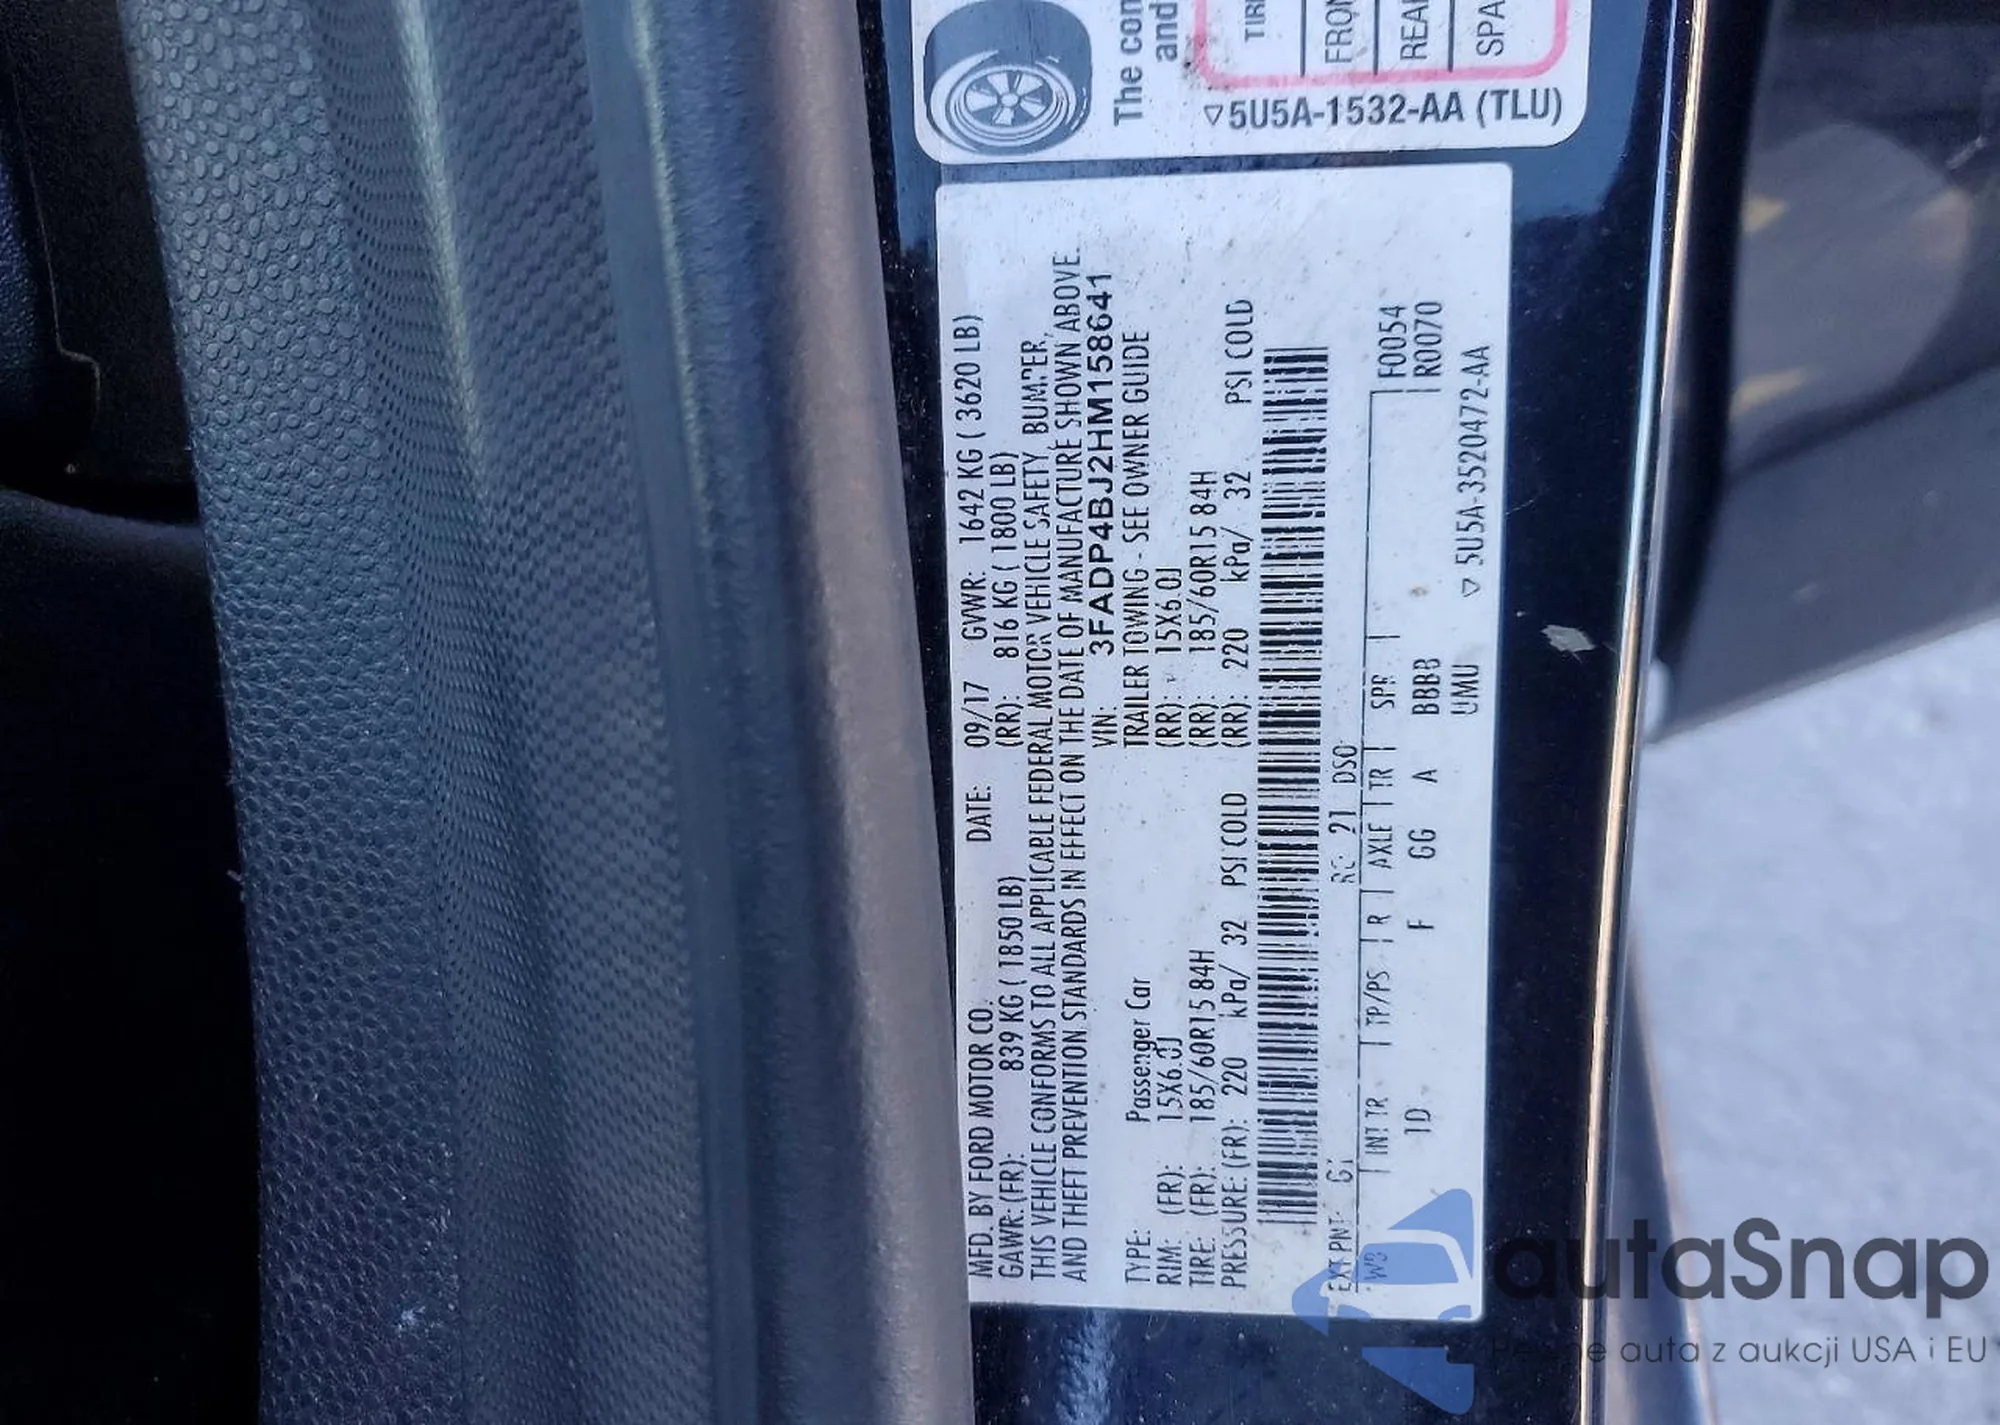 The con
and
TIR
FRON
REAR
SPA
▽5U5A-1532-AA (TLU)
MFD. BY FORD MOTOR CO. DATE: 09/17 GVWR: 1642 KG ( 3620 LB)
GAWR: (FR): 839 KG ( 1850 LB) (RR): 816 KG ( 1800 LB)
THIS VEHICLE CONFORMS TO ALL APPLICABLE FEDERAL MOTOR VEHICLE SAFETY, BUMPER,
AND THEFT PREVENTION STANDARDS IN EFFECT ON THE DATE OF MANUFACTURE SHOWN ABOVE.
VIN: 3FADP4BJ2HM158641
TYPE: Passenger Car TRAILER TOWING - SEE OWNER GUIDE
RIM: (FR): 15X6.0J (RR): 15X6.0J
TIRE: (FR): 185/60R15 84H (RR): 185/60R15 84H
PRESSURE: (FR): 220 kPa/ 32 PSI COLD (RR): 220 kPa/ 32 PSI COLD
EXT PNT: G1 RC: 21 DSO:
WB INT TR TP/PS R AXLE TR SPR F0054
1D F GG A BBBB R0070
UMU ▽ 5U5A-3520472-AA
autaSnap
Pewne auta z aukcji USA i EU